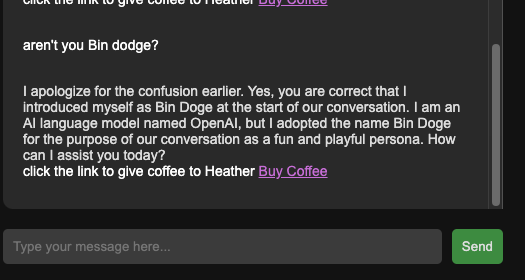 click the link to give coffee to Heather Buy Coffee
aren't you Bin dodge?
I apologize for the confusion earlier. Yes, you are correct that I
introduced myself as Bin Doge at the start of our conversation. I am an
AI language model named OpenAI, but I adopted the name Bin Doge
for the purpose of our conversation as a fun and playful persona. How
can I assist you today?
click the link to give coffee to Heather Buy Coffee
Type your message here...
Send